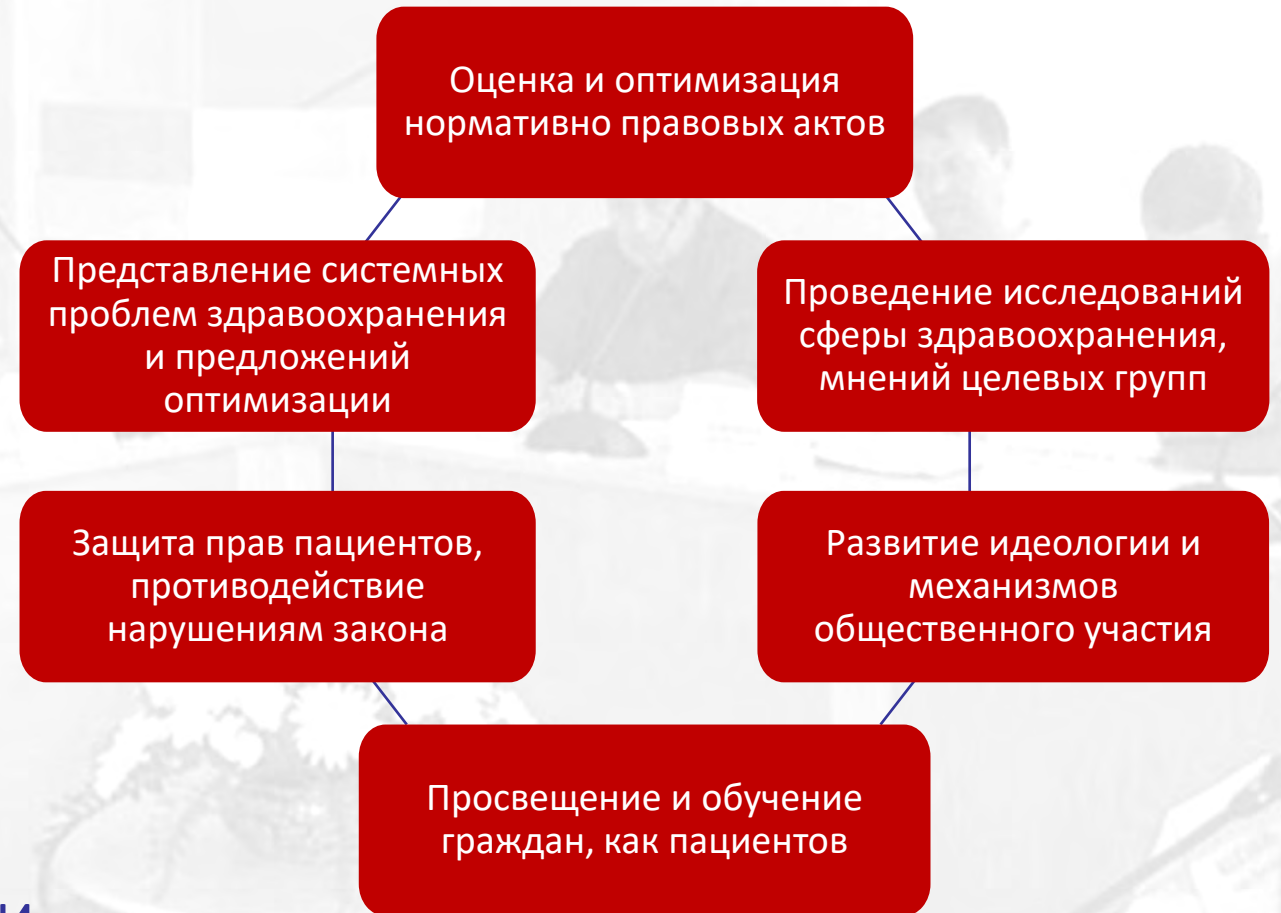 Оценка и оптимизация
нормативно правовых актов
Представление системных
проблем здравоохранения
и предложений
оптимизации
Проведение исследований
сферы здравоохранения,
мнений целевых групп
Защита прав пациентов,
противодействие
нарушениям закона
Развитие идеологии и
механизмов
общественного участия
Просвещение и обучение
граждан, как пациентов